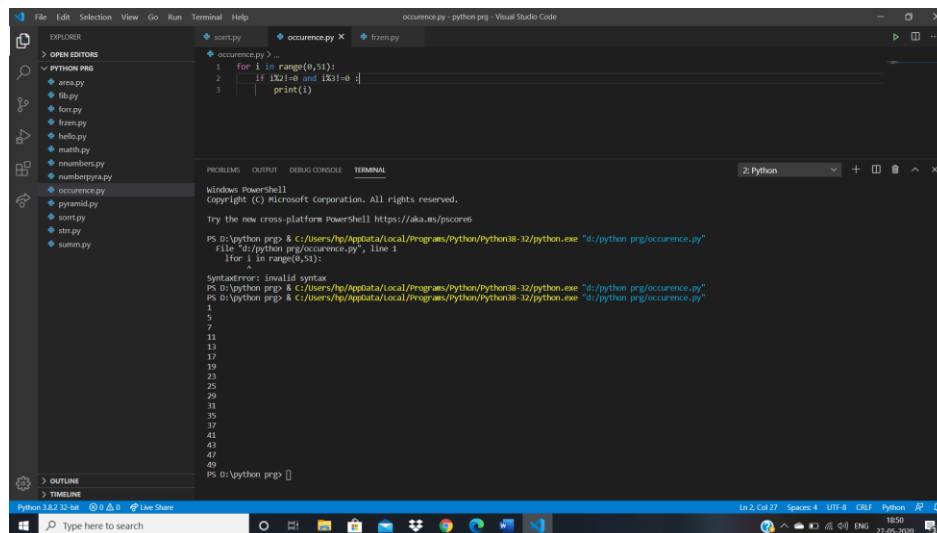 File Edit Selection View Go Run Terminal Help
occurence.py - python prg - Visual Studio Code
EXPLORER
OPEN EDITORS
PYTHON PRG
area.py
fib.py
forr.py
frzen.py
hello.py
matth.py
nnumbers.py
numberpyra.py
occurence.py
pyramid.py
sorrt.py
strr.py
summ.py
OUTLINE
TIMELINE
sorrt.py occurence.py frzen.py
occurence.py > ...
1 for i in range(0,51):
2 if i%2!=0 and i%3!=0 :
3 print(i)
PROBLEMS OUTPUT DEBUG CONSOLE TERMINAL 2: Python
Windows PowerShell
Copyright (C) Microsoft Corporation. All rights reserved.
Try the new cross-platform PowerShell https://aka.ms/pscore6
PS D:\python prg> & C:/Users/hp/AppData/Local/Programs/Python/Python38-32/python.exe "d:/python prg/occurence.py"
File "d:/python prg/occurence.py", line 1
lfor i in range(0,51):
^
SyntaxError: invalid syntax
PS D:\python prg> & C:/Users/hp/AppData/Local/Programs/Python/Python38-32/python.exe "d:/python prg/occurence.py"
PS D:\python prg> & C:/Users/hp/AppData/Local/Programs/Python/Python38-32/python.exe "d:/python prg/occurence.py"
1
5
7
11
13
17
19
23
25
29
31
35
37
41
43
47
49
PS D:\python prg>
Python 3.8.2 32-bit 0 0 Live Share Ln 2, Col 27 Spaces: 4 UTF-8 CRLF Python
Type here to search
ENG
18:50
27-05-2020